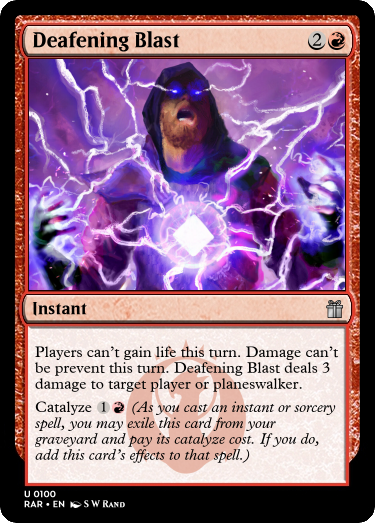 Deafening Blast 2
Instant
Players can't gain life this turn. Damage can't
be prevent this turn. Deafening Blast deals 3
damage to target player or planeswalker.
Catalyze 1 (As you cast an instant or sorcery
spell, you may exile this card from your
graveyard and pay its catalyze cost. If you do,
add this card's effects to that spell.)
U 0100
RAR • EN S W Rand